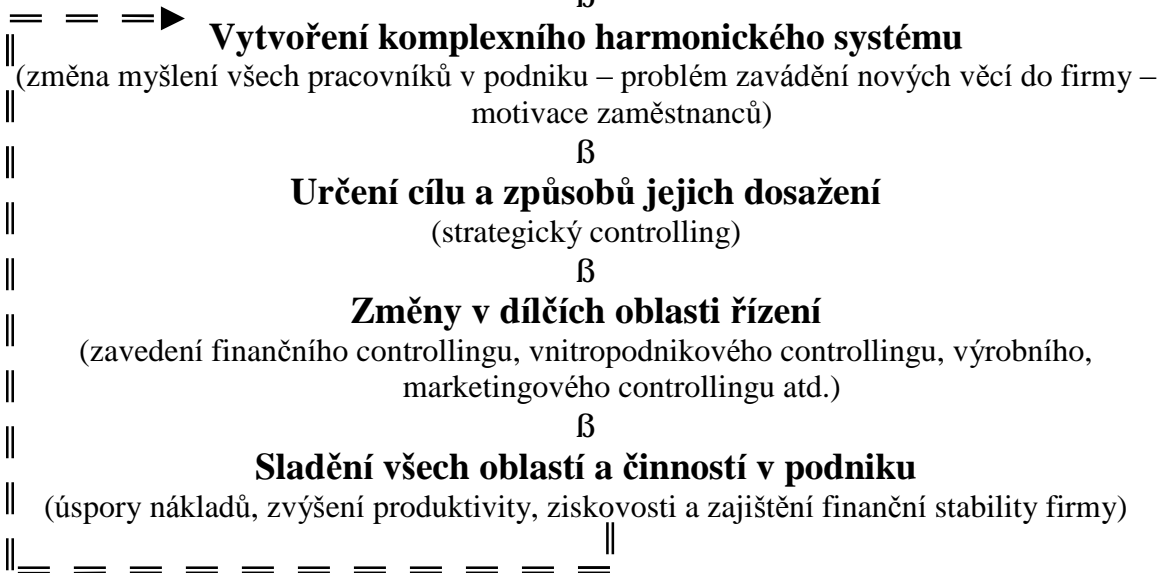 ß
Vytvoření komplexního harmonického systému
(změna myšlení všech pracovníků v podniku – problém zavádění nových věcí do firmy –
motivace zaměstnanců)
ß
Určení cílu a způsobů jejich dosažení
(strategický controlling)
ß
Změny v dílčích oblasti řízení
(zavedení finančního controllingu, vnitropodnikového controllingu, výrobního,
marketingového controllingu atd.)
ß
Sladění všech oblastí a činností v podniku
(úspory nákladů, zvýšení produktivity, ziskovosti a zajištění finanční stability firmy)